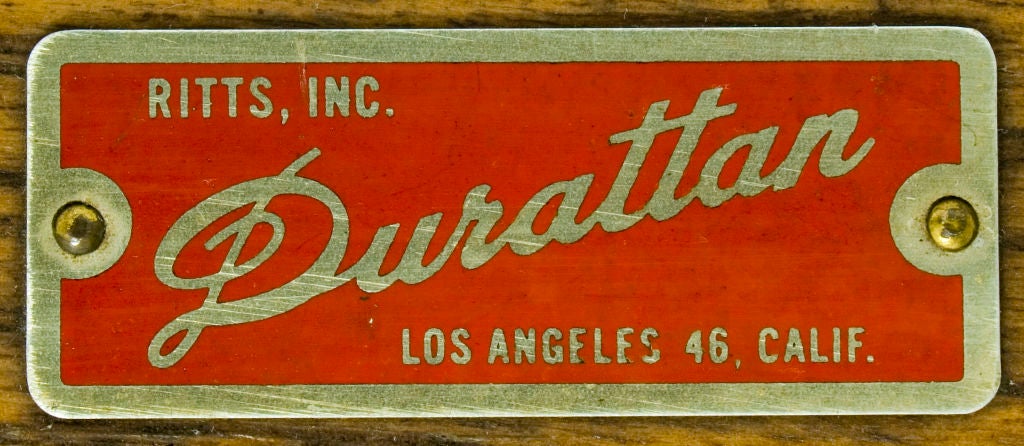 RITTS, INC.
Durattan
LOS ANGELES 46, CALIF.